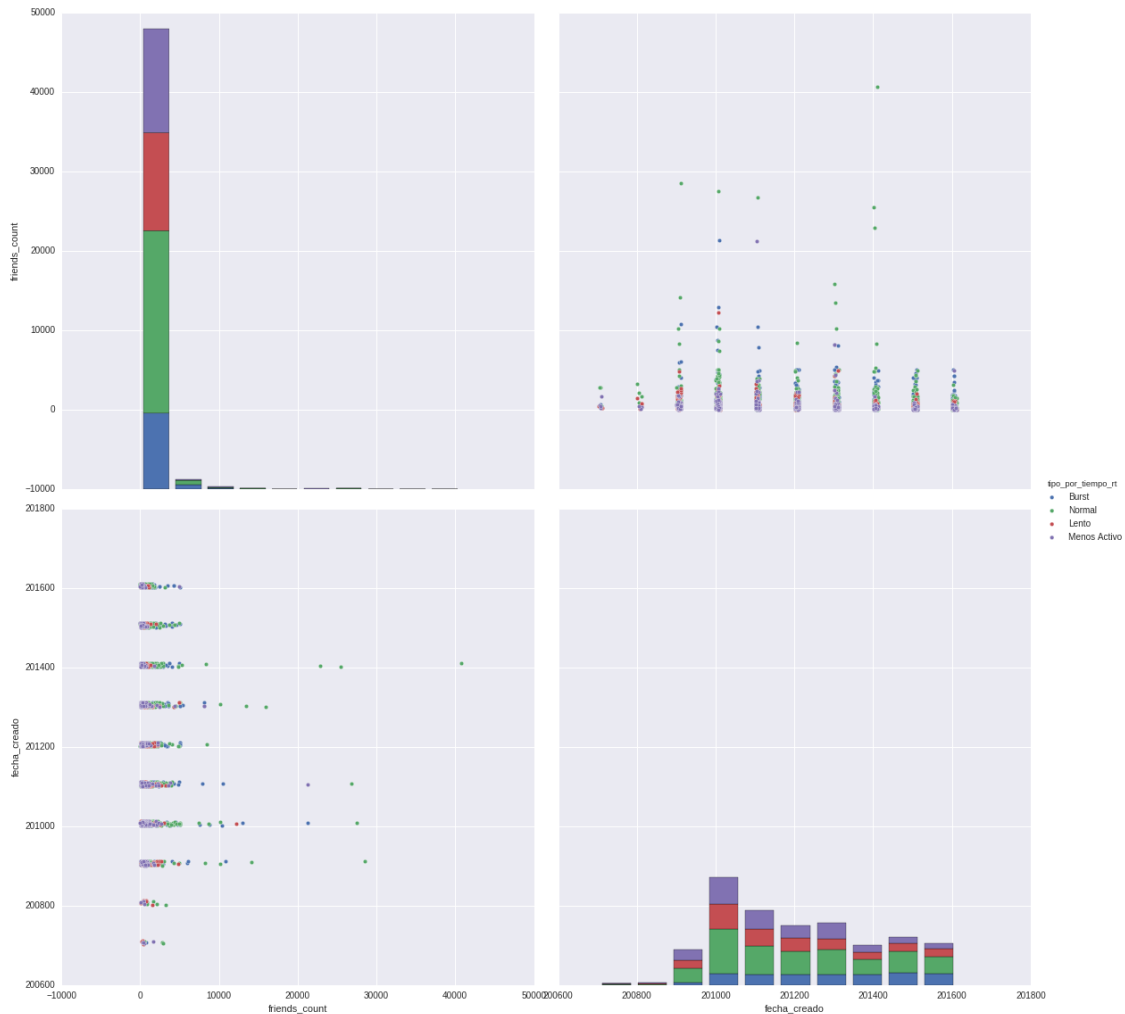 50000
40000
30000
20000
10000
0
−10000
friends_count
tipo_por_tiempo_rt
Burst
Normal
Lento
Menos Activo
201800
201600
201400
201200
201000
200800
200600
fecha_creado
−10000 0 10000 20000 30000 40000 50000
friends_count
200600 200800 201000 201200 201400 201600 201800
fecha_creado